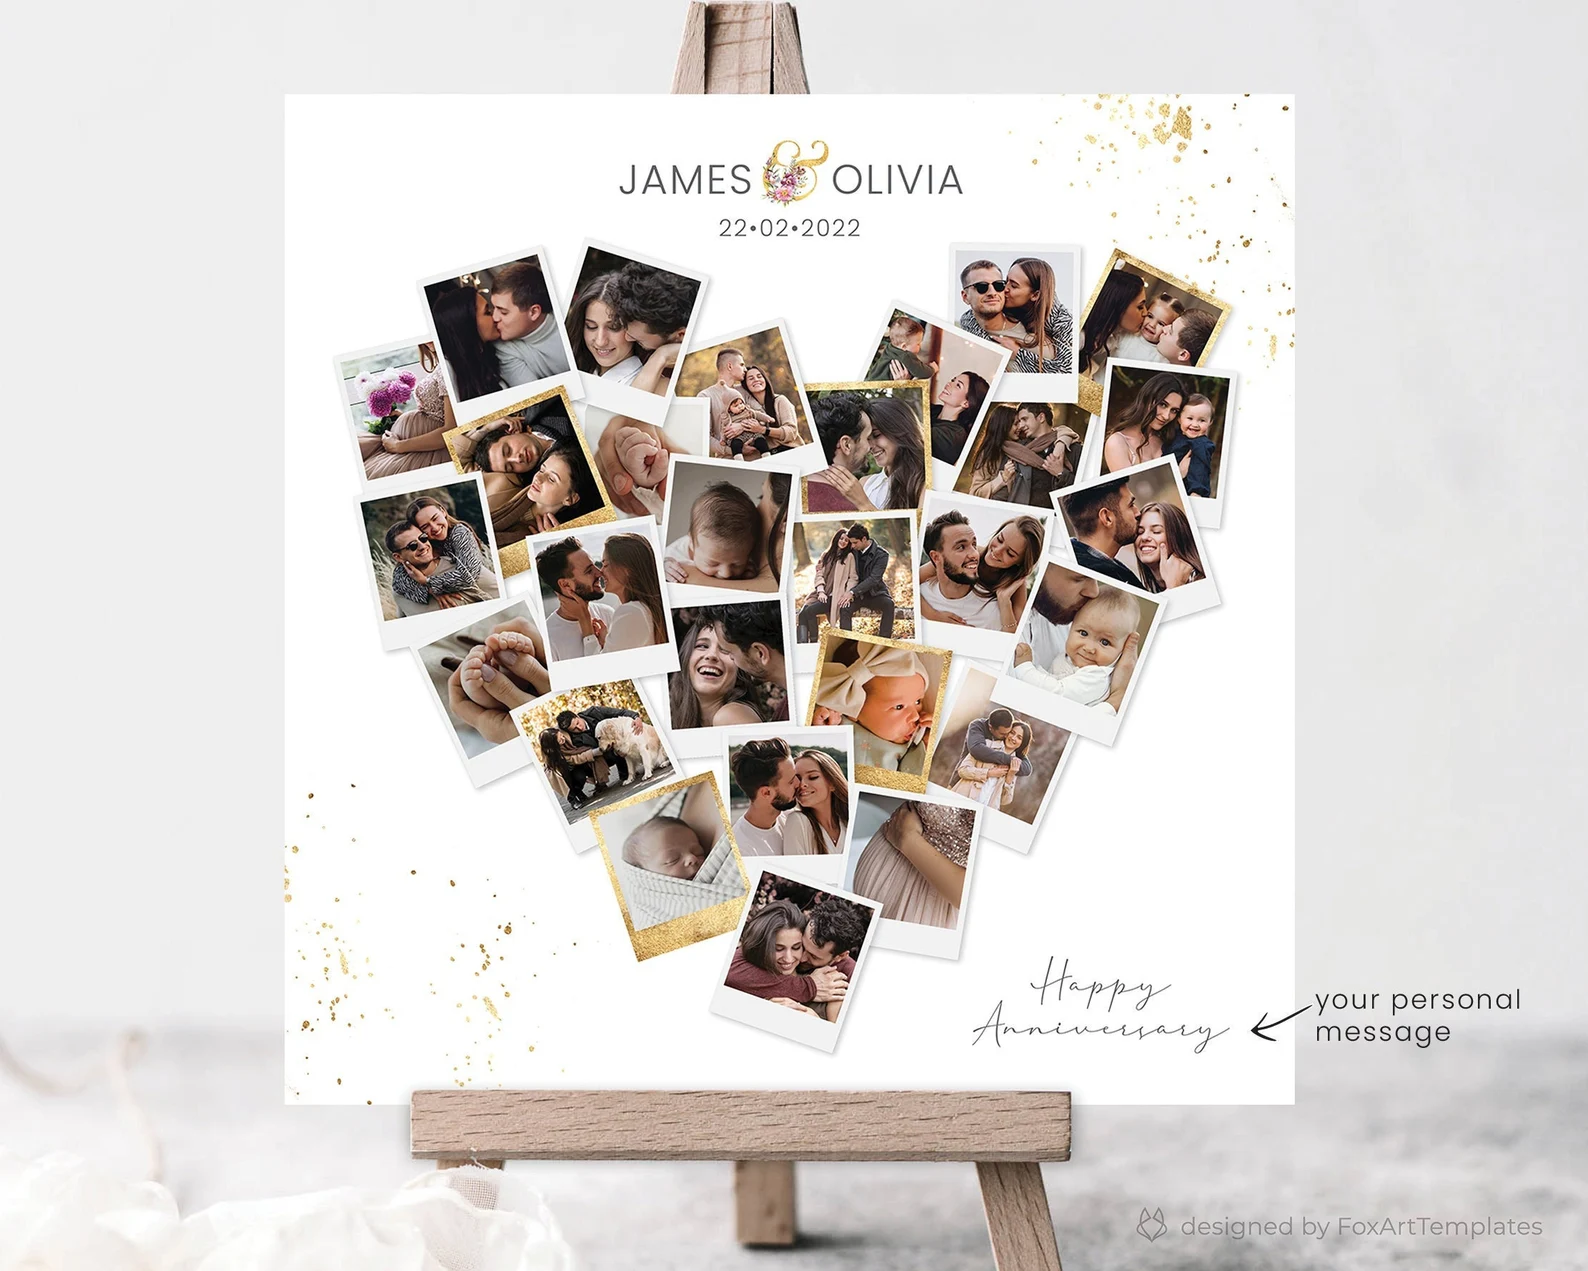 JAMES & OLIVIA
22•02•2022
Happy
Anniversary
your personal
message
designed by FoxArtTemplates